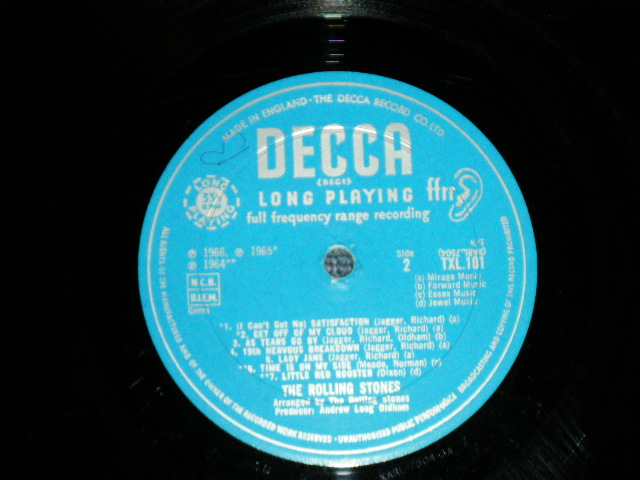 MADE IN ENGLAND · THE DECCA RECORD CO. LTD.
DECCA
(REGD)
LONG PLAYING
LONG PLAYING
33⅓
ffrr
full frequency range recording
℗ 1966, ℗ 1965*
℗ 1964**
N.C.B.
B.I.E.M.
Side
2
(ARL.7504)
TXL.101
(a) Mirage Music
(b) Forward Music
(c) Essex Music
(d) Jewel Music
*1. (I Can't Get No) SATISFACTION (Jagger, Richard) (a)
*2. GET OFF OF MY CLOUD (Jagger, Richard) (a)
3. AS TEARS GO BY (Jagger, Richard, Oldham) (b)
4. 19th NERVOUS BREAKDOWN (Jagger, Richard) (a)
5. LADY JANE (Jagger, Richard) (a)
**6. TIME IS ON MY SIDE (Meade, Norman) (c)
**7. LITTLE RED ROOSTER (Dixon) (d)
THE ROLLING STONES
Arranged by The Rolling Stones
Producer: Andrew Loog Oldham
ALL RIGHTS OF THE MANUFACTURER AND OF THE OWNER OF THE RECORDED WORK RESERVED · UNAUTHORISED PUBLIC PERFORMANCE BROADCASTING AND COPYING OF THIS RECORD PROHIBITED